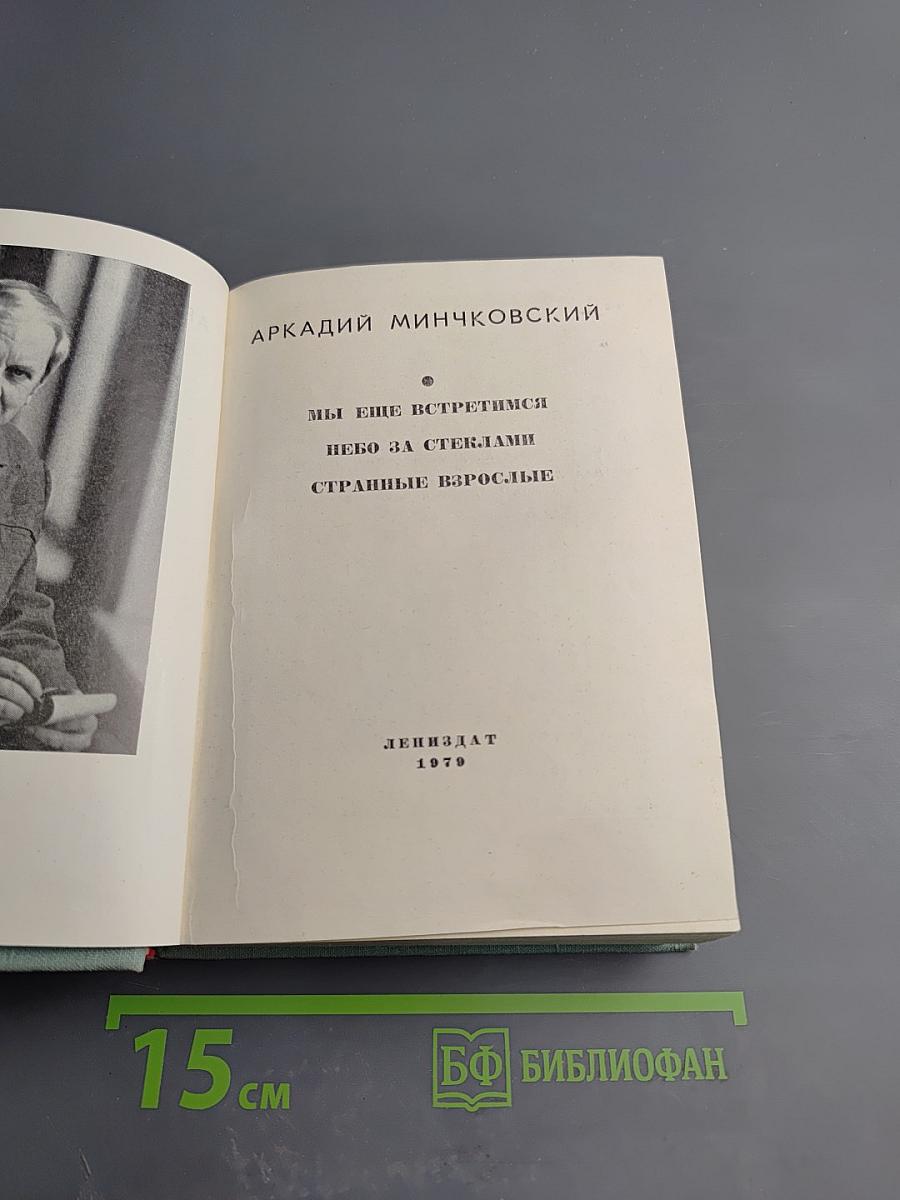 АРКАДИЙ МИНЧКОВСКИЙ
МЫ ЕЩЕ ВСТРЕТИМСЯ
НЕБО ЗА СТЕКЛАМИ
СТРАННЫЕ ВЗРОСЛЫЕ
ЛЕНИЗДАТ
1979
15 СМ
БФ БИБЛИОФАН